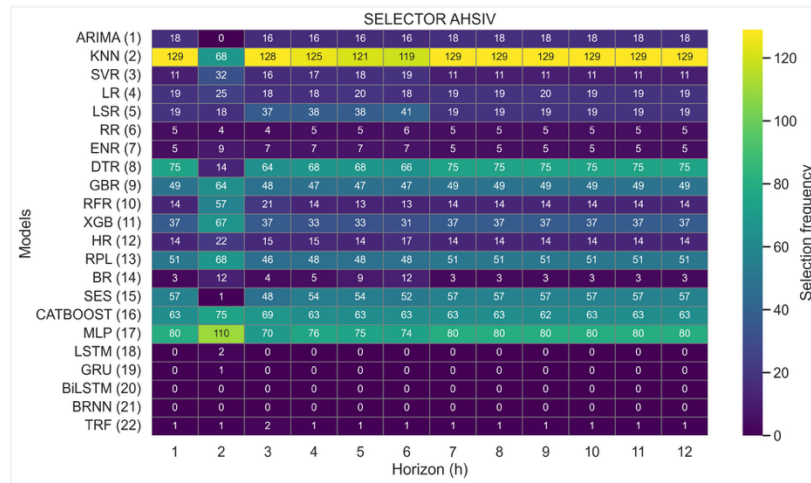 SELECTOR AHSIV
ARIMA (1) 18 0 16 16 16 16 18 18 18 18 18 18
KNN (2) 129 68 128 125 121 119 129 129 129 129 129 129
SVR (3) 11 32 16 17 18 19 11 11 11 11 11 11
LR (4) 19 25 18 18 20 18 19 19 20 19 19 19
LSR (5) 19 18 37 38 38 41 19 19 19 19 19 19
RR (6) 5 4 4 5 5 6 5 5 5 5 5 5
ENR (7) 5 9 7 7 7 7 5 5 5 5 5 5
DTR (8) 75 14 64 68 68 66 75 75 75 75 75 75
GBR (9) 49 64 48 47 47 47 49 49 49 49 49 49
RFR (10) 14 57 21 14 13 13 14 14 14 14 14 14
XGB (11) 37 67 37 33 33 31 37 37 37 37 37 37
HR (12) 14 22 15 15 14 17 14 14 14 14 14 14
RPL (13) 51 68 46 48 48 48 51 51 51 51 51 51
BR (14) 3 12 4 5 9 12 3 3 3 3 3 3
SES (15) 57 1 48 54 54 52 57 57 57 57 57 57
CATBOOST (16) 63 75 69 63 63 63 63 63 62 63 63 63
MLP (17) 80 110 70 76 75 74 80 80 80 80 80 80
LSTM (18) 0 2 0 0 0 0 0 0 0 0 0 0
GRU (19) 0 1 0 0 0 0 0 0 0 0 0 0
BiLSTM (20) 0 0 0 0 0 0 0 0 0 0 0 0
BRNN (21) 0 0 0 0 0 0 0 0 0 0 0 0
TRF (22) 1 1 2 1 1 1 1 1 1 1 1 1
1 2 3 4 5 6 7 8 9 10 11 12
Horizon (h)
Models
120
100
80
60
40
20
0
Selection frequency